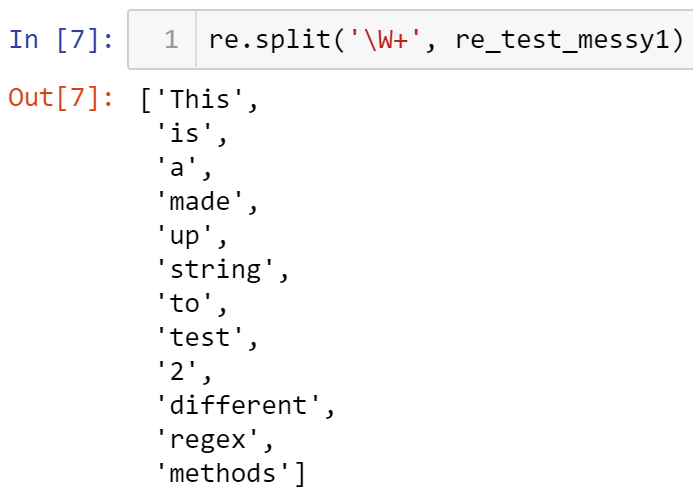 In [7]: 1 re.split('\W+', re_test_messy1)
Out[7]: ['This',
'is',
'a',
'made',
'up',
'string',
'to',
'test',
'2',
'different',
'regex',
'methods']